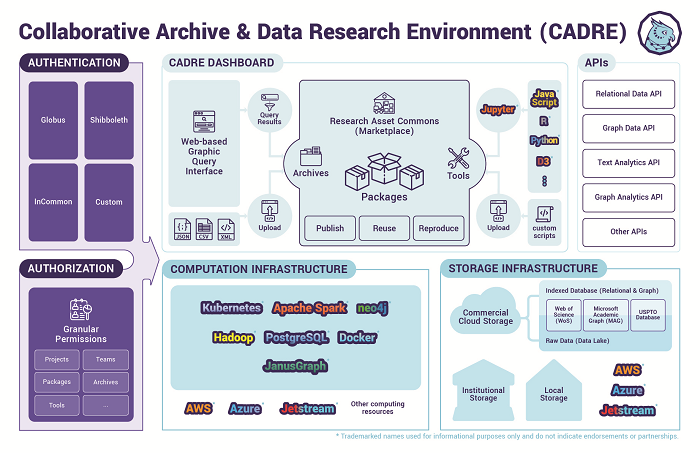 Collaborative Archive & Data Research Environment (CADRE)
AUTHENTICATION
Globus
Shibboleth
InCommon
Custom
AUTHORIZATION
Granular
Permissions
Projects
Teams
Packages
Archives
Tools
...
CADRE DASHBOARD
Web-based
Graphic
Query
Interface
JSON
CSV
XML
Query
Results
Upload
Research Asset Commons
(Marketplace)
Archives
Packages
Tools
Publish
Reuse
Reproduce
Jupyter*
Java
Script*
R*
Python*
D3*
Upload
custom
scripts
APIs
Relational Data API
Graph Data API
Text Analytics API
Graph Analytics API
Other APIs
COMPUTATION INFRASTRUCTURE
Kubernetes*
Apache Spark*
neo4j*
Hadoop*
PostgreSQL*
Docker*
JanusGraph*
AWS*
Azure*
Jetstream*
Other computing
resources
STORAGE INFRASTRUCTURE
Commercial
Cloud Storage
Indexed Database (Relational & Graph)
Web of
Science
(WoS)
Microsoft
Academic
Graph (MAG)
USPTO
Database
Raw Data (Data Lake)
Institutional
Storage
Local
Storage
AWS*
Azure*
Jetstream*
* Trademarked names used for informational purposes only and do not indicate endorsements or partnerships.